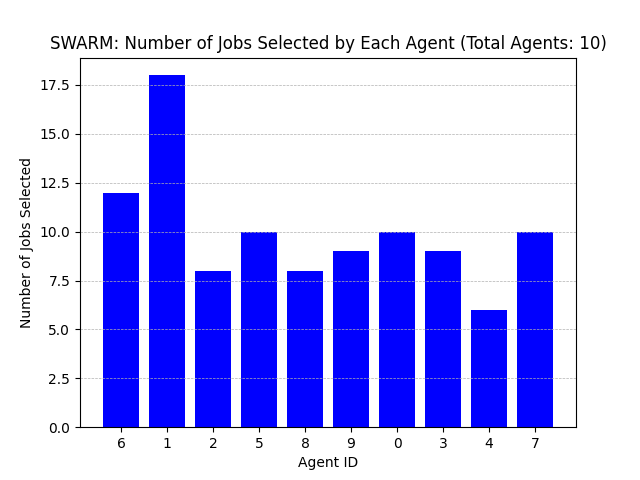 SWARM: Number of Jobs Selected by Each Agent (Total Agents: 10)
Number of Jobs Selected
17.5
15.0
12.5
10.0
7.5
5.0
2.5
0.0
6 1 2 5 8 9 0 3 4 7
Agent ID